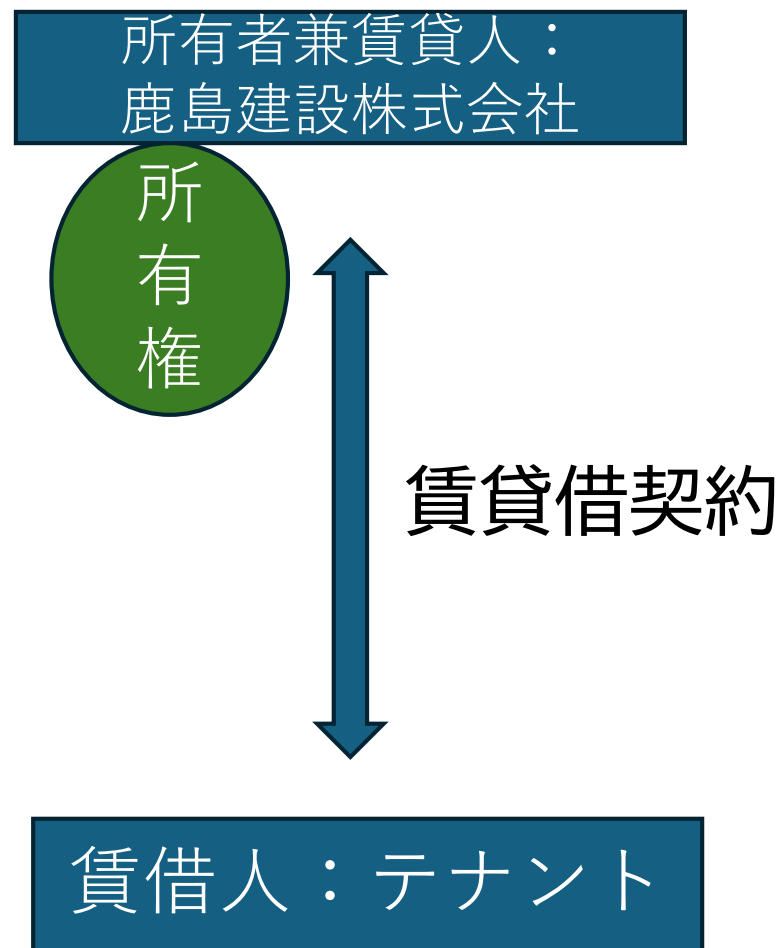 所有者兼賃貸人：
鹿島建設株式会社
所
有
権
賃貸借契約
賃借人：テナント